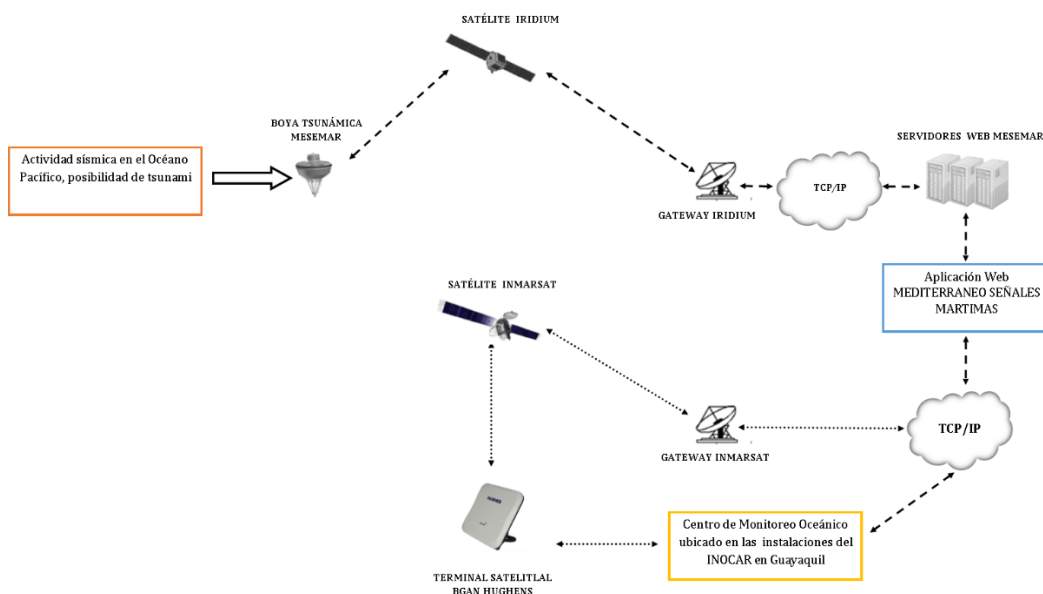 SATÉLITE IRIDIUM
BOYA TSUNÁMICA
MESEMAR
SERVIDORES WEB MESEMAR
Actividad sísmica en el Océano
Pacífico, posibilidad de tsunami
TCP/IP
GATEWAY IRIDIUM
Aplicación Web
MEDITERRANEO SEÑALES
MARTIMAS
SATÉLITE INMARSAT
TCP/IP
GATEWAY INMARSAT
Centro de Monitoreo Oceánico
ubicado en las instalaciones del
INOCAR en Guayaquil
TERMINAL SATELITLAL
BGAN HUGHENS